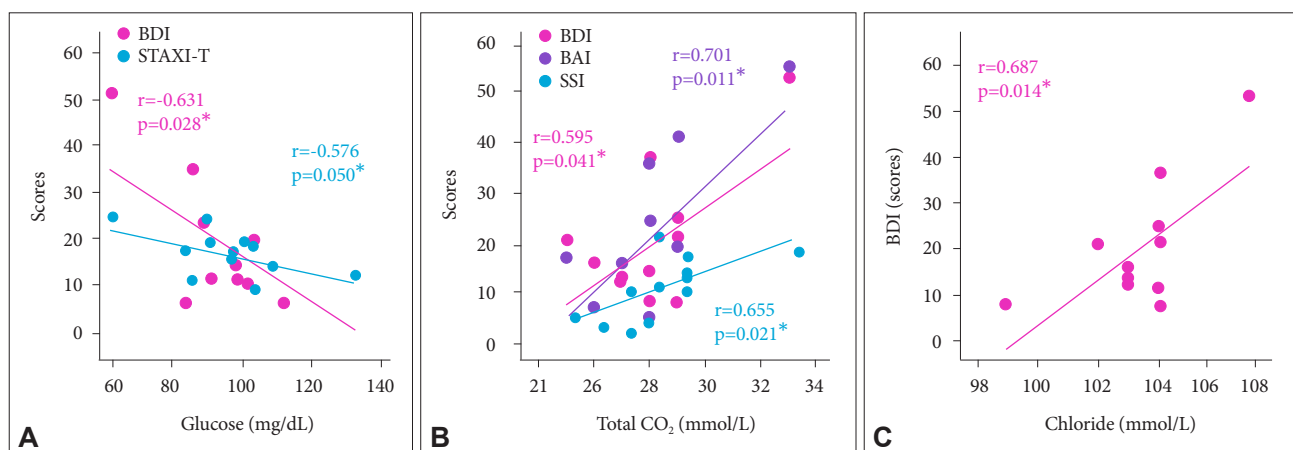 BDI
STAXI-T
r=-0.631
p=0.028*
r=-0.576
p=0.050*
60
50
40
30
20
10
0
Scores
60 80 100 120 140
Glucose (mg/dL)
A
BDI
BAI
SSI
r=0.701
p=0.011*
r=0.595
p=0.041*
r=0.655
p=0.021*
60
50
40
30
20
10
0
Scores
21 26 28 30 32 34
Total CO₂ (mmol/L)
B
r=0.687
p=0.014*
60
50
40
30
20
10
0
BDI (scores)
98 100 102 104 106 108
Chloride (mmol/L)
C